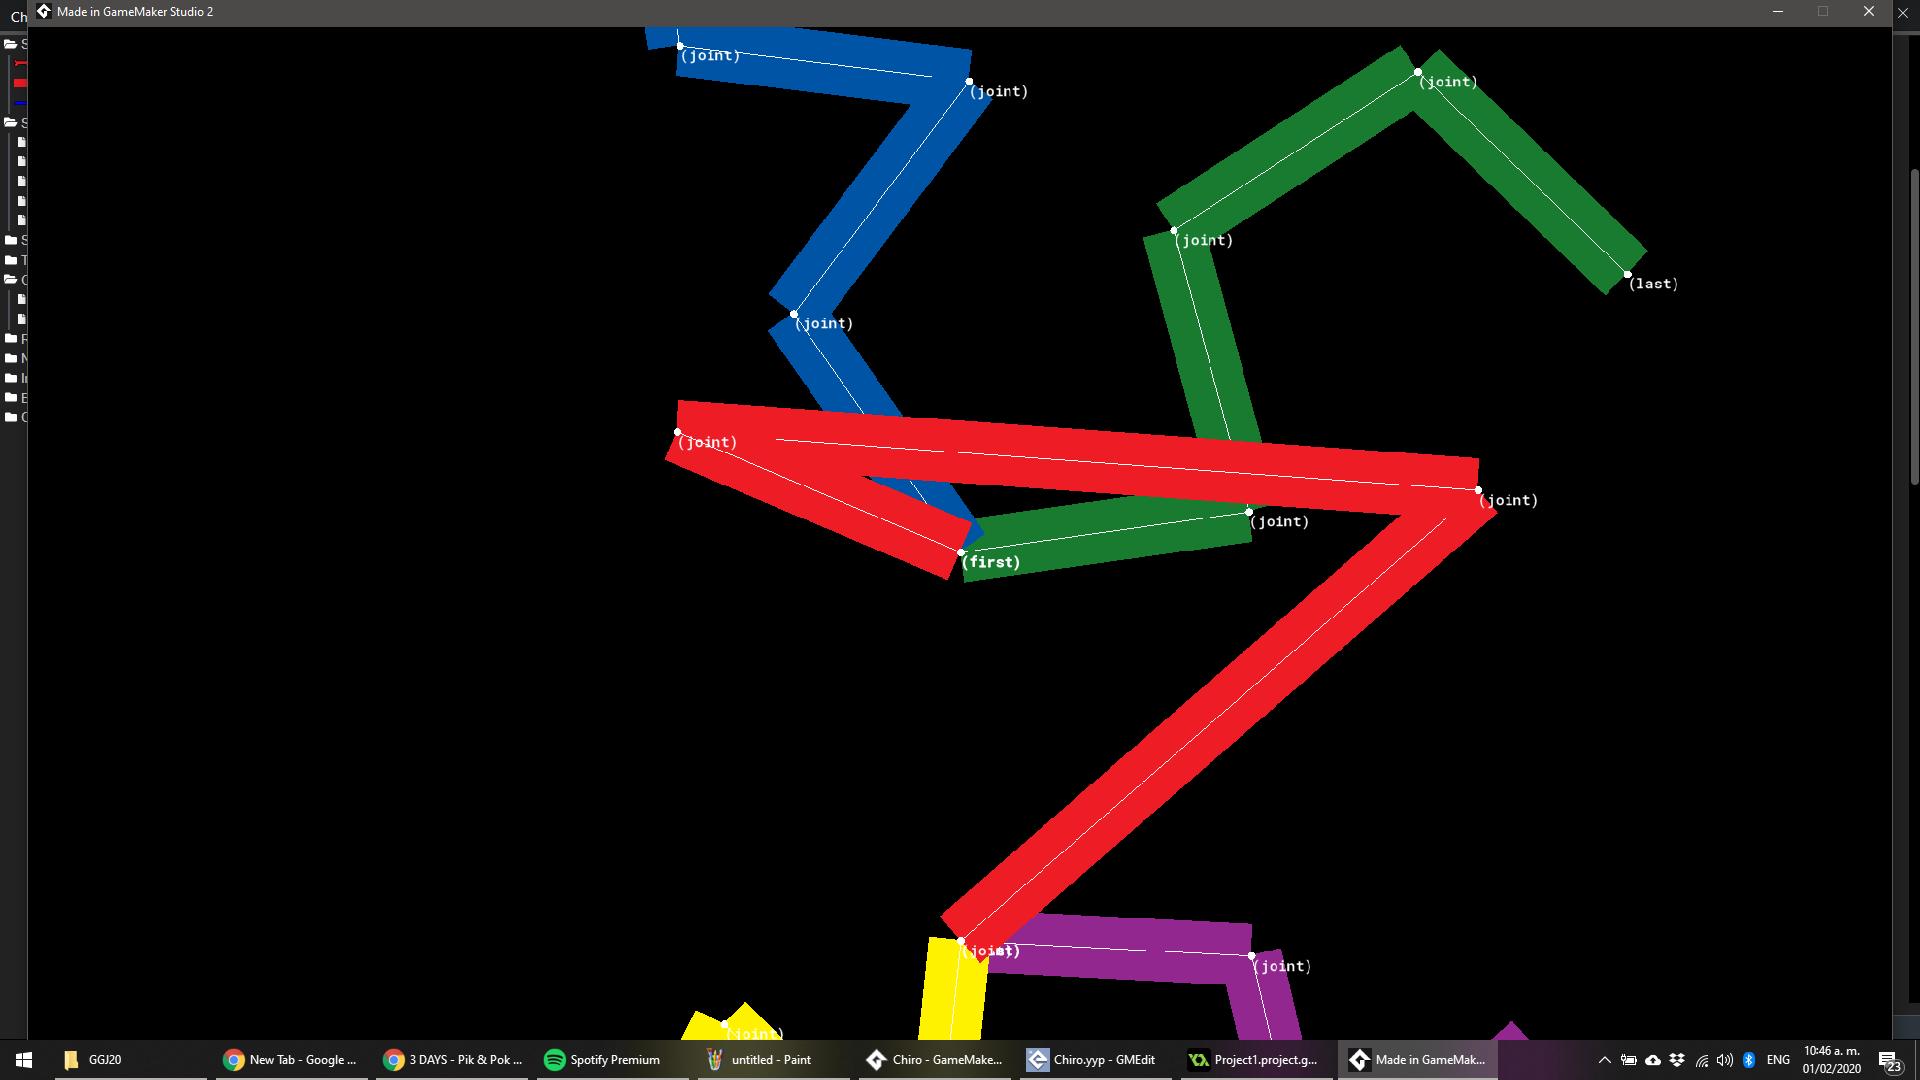 Made in GameMaker Studio 2
Ch
(joint)
(joint)
(joint)
(joint)
(last)
(joint)
(joint)
(joint)
(joint)
(joint)
(first)
(joint)
(joint)
GGJ20
New Tab - Google ...
3 DAYS - Pik & Pok ...
Spotify Premium
untitled - Paint
Chiro - GameMake...
Chiro.yyp - GMEdit
Project1.project.g...
Made in GameMak...
ENG
10:46 a. m.
01/02/2020
23